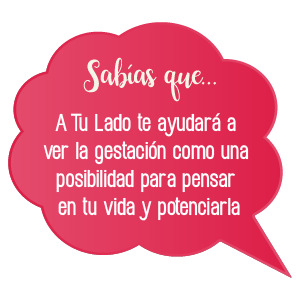 Sabías que...
A Tu Lado te ayudará a
ver la gestación como una
posibilidad para pensar
en tu vida y potenciarla